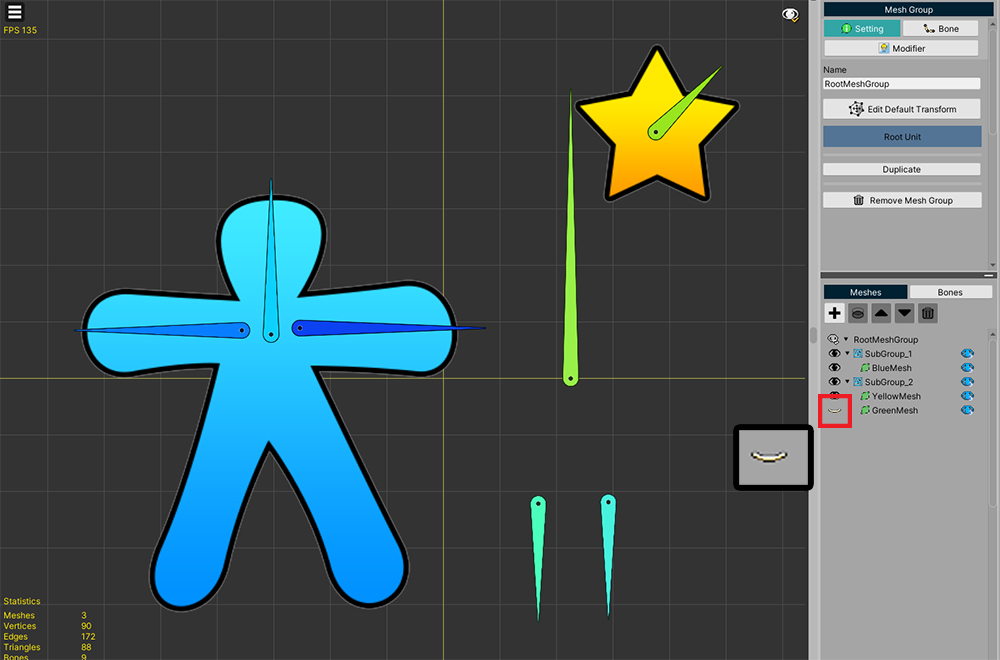 FPS 135
Mesh Group
Setting
Bone
Modifier
Name
RootMeshGroup
Edit Default Transform
Root Unit
Duplicate
Remove Mesh Group
Meshes
Bones
RootMeshGroup
SubGroup_1
BlueMesh
SubGroup_2
YellowMesh
GreenMesh
Statistics
Meshes 3
Vertices 90
Edges 172
Triangles 88
Bones 9